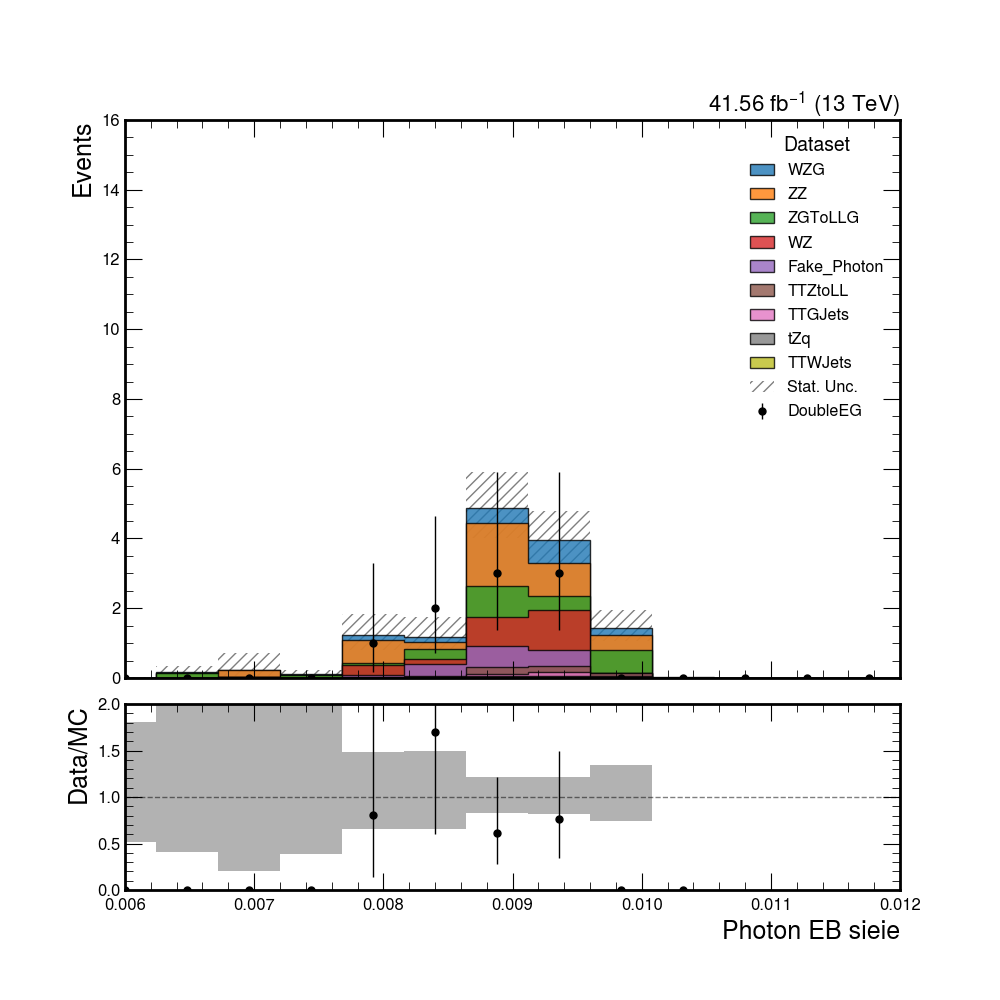 41.56 fb⁻¹ (13 TeV)
Events
16
14
12
10
8
6
4
2
0
Dataset
WZG
ZZ
ZGToLLG
WZ
Fake_Photon
TTZtoLL
TTGJets
tZq
TTWJets
Stat. Unc.
DoubleEG
Data/MC
2.0
1.5
1.0
0.5
0.0
0.006 0.007 0.008 0.009 0.010 0.011 0.012
Photon EB sieie